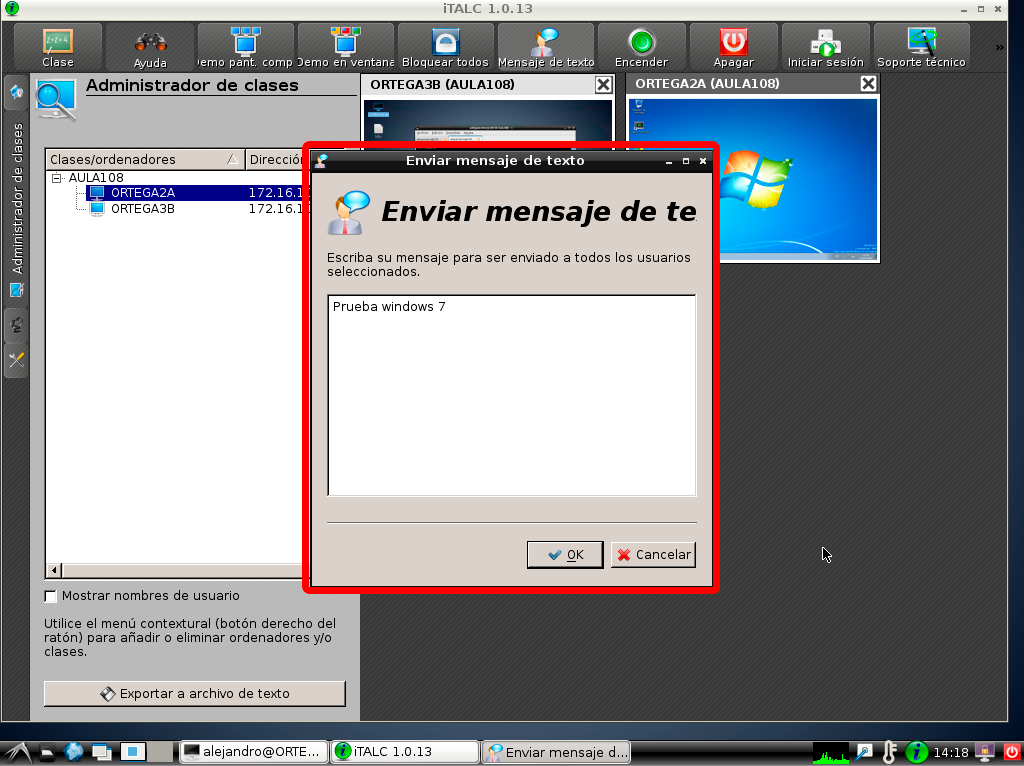 iTALC 1.0.13
Clase
Ayuda
Demo pant. comp
Demo en ventana
Bloquear todos
Mensaje de texto
Encender
Apagar
Iniciar sesión
Soporte técnico
»
Administrador de clases
Administrador de clases
ORTEGA3B (AULA108)
ORTEGA2A (AULA108)
Clases/ordenadores
Direcció
AULA108
ORTEGA2A 172.16.1
ORTEGA3B 172.16.1
Enviar mensaje de texto
Enviar mensaje de te
Escriba su mensaje para ser enviado a todos los usuarios
seleccionados.
Prueba windows 7
OK
Cancelar
Mostrar nombres de usuario
Utilice el menú contextural (botón derecho del
ratón) para añadir o eliminar ordenadores y/o
clases.
Exportar a archivo de texto
alejandro@ORTE...
iTALC 1.0.13
Enviar mensaje d...
14:18